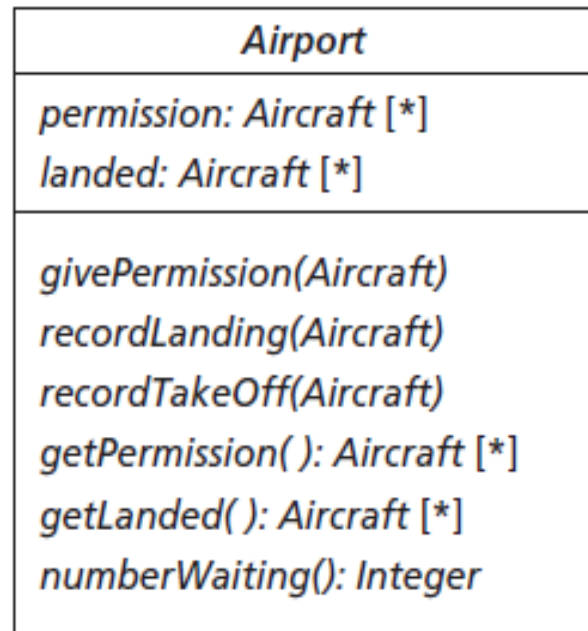 Airport
permission: Aircraft [*]
landed: Aircraft [*]
givePermission(Aircraft)
recordLanding(Aircraft)
recordTakeOff(Aircraft)
getPermission( ): Aircraft [*]
getLanded( ): Aircraft [*]
numberWaiting(): Integer